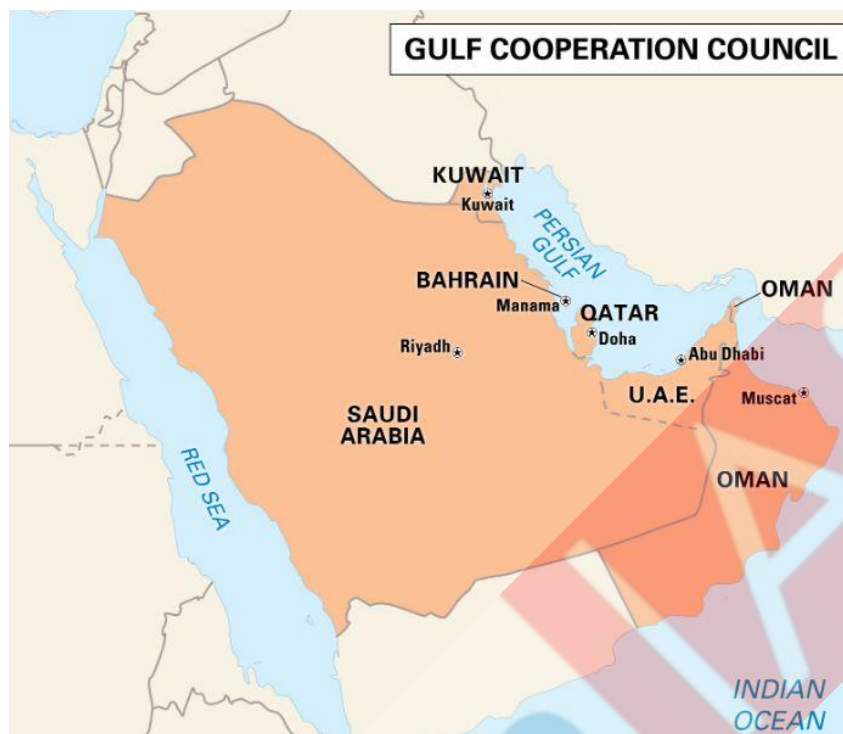 GULF COOPERATION COUNCIL
KUWAIT
Kuwait
PERSIAN
GULF
BAHRAIN
Manama
QATAR
Doha
OMAN
Riyadh
Abu Dhabi
U.A.E.
Muscat
SAUDI
ARABIA
OMAN
RED SEA
INDIAN
OCEAN